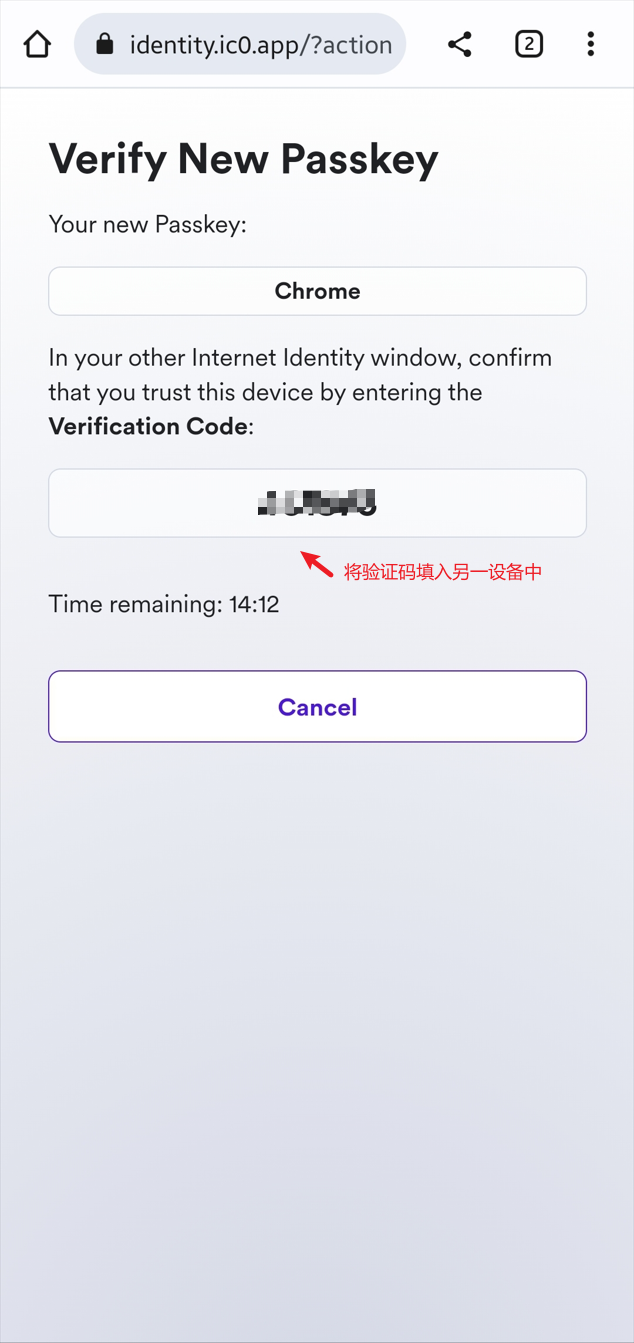 identity.ic0.app/?action
2
Verify New Passkey
Your new Passkey:
Chrome
In your other Internet Identity window, confirm
that you trust this device by entering the
Verification Code:
将验证码填入另一设备中
Time remaining: 14:12
Cancel